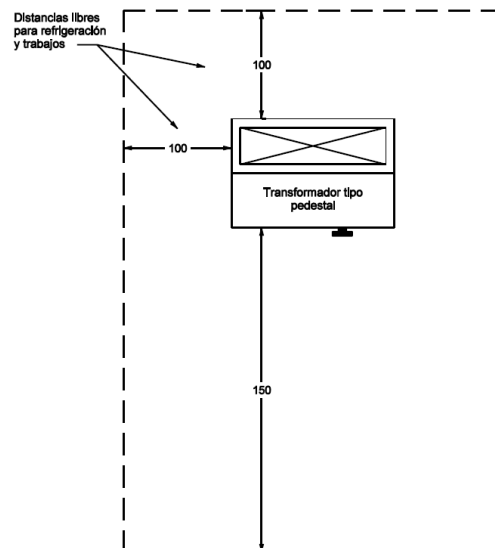 Distancias libres
para refrigeración
y trabajos
100
100
Transformador tipo
pedestal
150